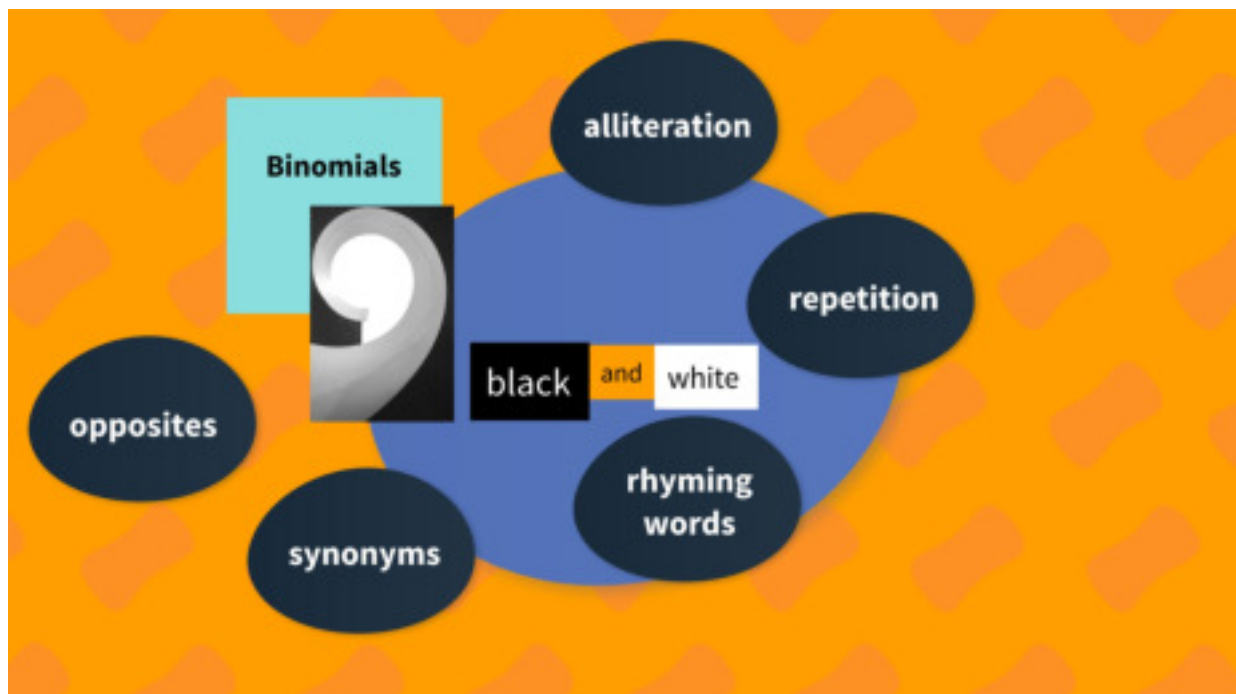 alliteration
Binomials
repetition
black and white
opposites
rhyming
words
synonyms